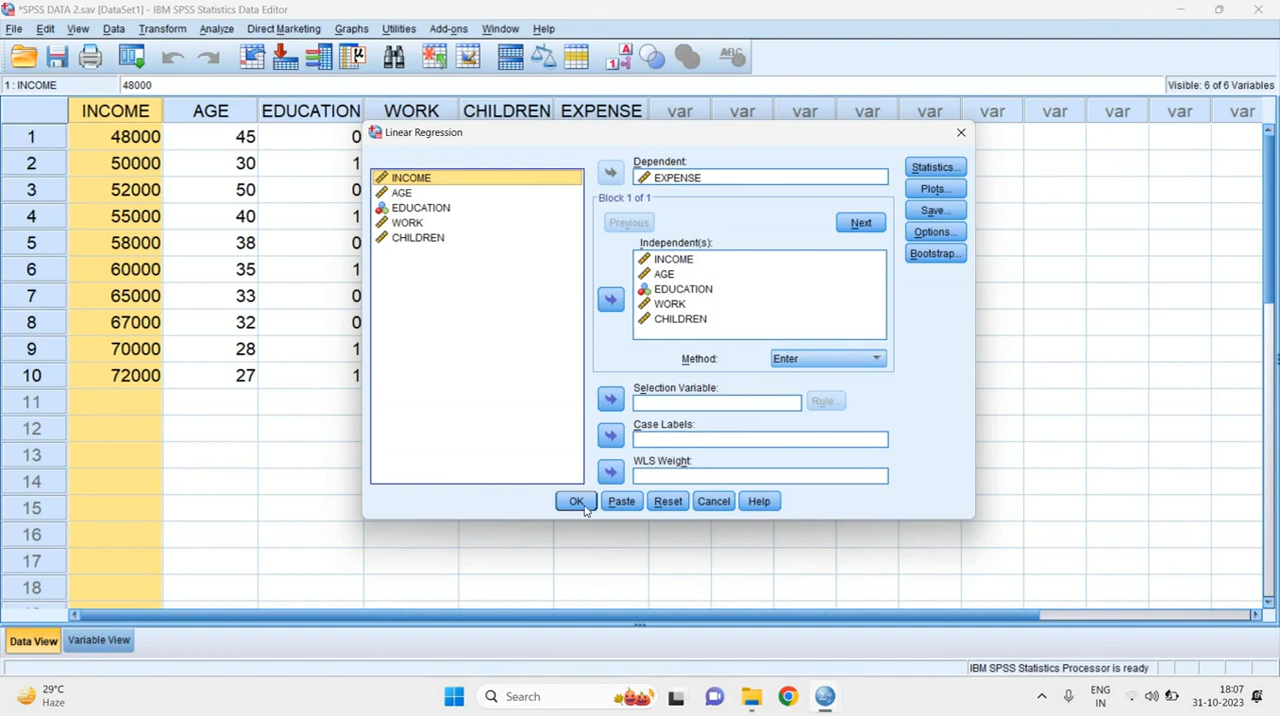 *SPSS DATA 2.sav [DataSet1] - IBM SPSS Statistics Data Editor
File Edit View Data Transform Analyze Direct Marketing Graphs Utilities Add-ons Window Help
1 : INCOME 48000 Visible: 6 of 6 Variables
INCOME AGE EDUCATION WORK CHILDREN EXPENSE var var var var var var var
1 48000 45 0
2 50000 30 1
3 52000 50 0
4 55000 40 1
5 58000 38 0
6 60000 35 1
7 65000 33 0
8 67000 32 0
9 70000 28 1
10 72000 27 1
11
12
13
14
15
16
17
18
Linear Regression
INCOME
AGE
EDUCATION
WORK
CHILDREN
Dependent:
EXPENSE
Block 1 of 1
Previous Next
Independent(s):
INCOME
AGE
EDUCATION
WORK
CHILDREN
Method: Enter
Selection Variable:
Rule...
Case Labels:
WLS Weight:
Statistics...
Plots...
Save...
Options...
Bootstrap...
OK Paste Reset Cancel Help
Data View Variable View
IBM SPSS Statistics Processor is ready
29°C
Haze
Search
ENG
IN
18:07
31-10-2023